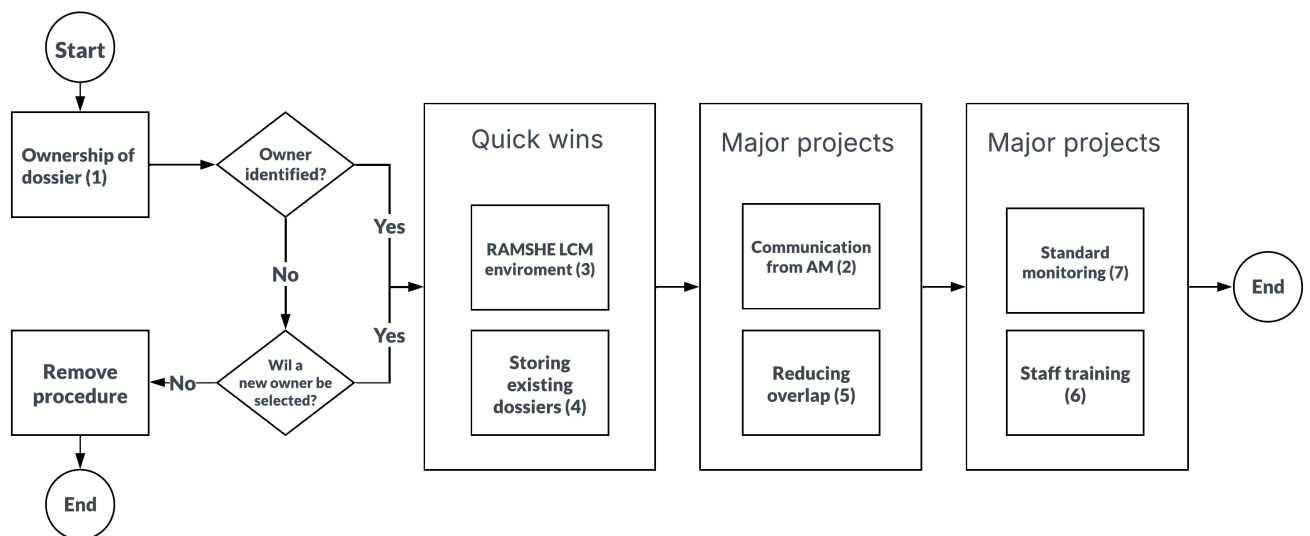 Start
Ownership of
dossier (1)
Owner
identified?
Yes
No
Yes
Wil a
new owner be
selected?
No
Remove
procedure
End
Quick wins
RAMSHE LCM
enviroment (3)
Storing
existing
dossiers (4)
Major projects
Communication
from AM (2)
Reducing
overlap (5)
Major projects
Standard
monitoring (7)
Staff training
(6)
End